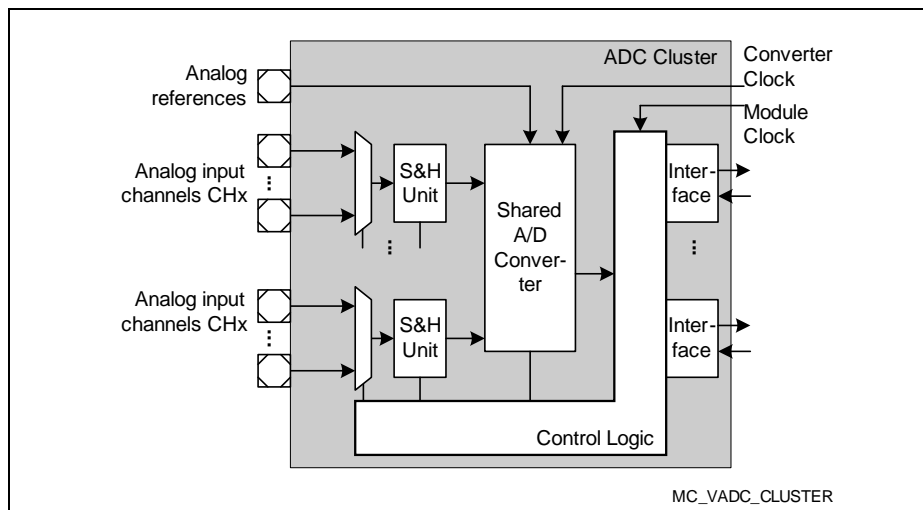 ADC Cluster
Converter
Clock
Module
Clock
Analog
references
Analog input
channels CHx
S&H
Unit
Shared
A/D
Conver-
ter
Inter-
face
Analog input
channels CHx
S&H
Unit
Inter-
face
Control Logic
MC_VADC_CLUSTER